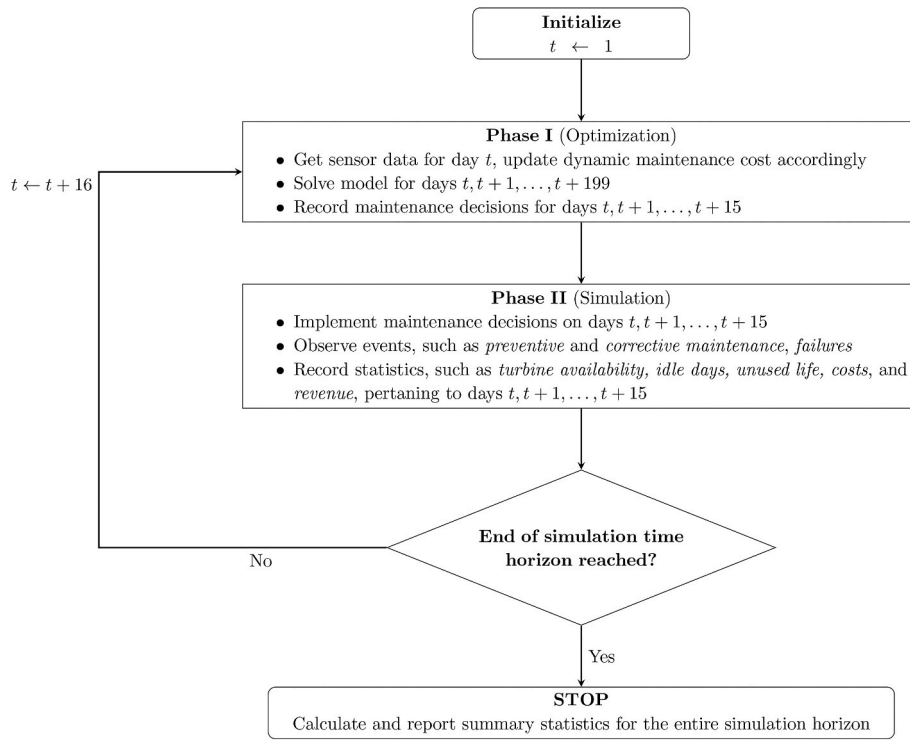 Initialize
t ← 1
Phase I (Optimization)
• Get sensor data for day t, update dynamic maintenance cost accordingly
• Solve model for days t, t + 1, . . . , t + 199
• Record maintenance decisions for days t, t + 1, . . . , t + 15
t ← t + 16
Phase II (Simulation)
• Implement maintenance decisions on days t, t + 1, . . . , t + 15
• Observe events, such as preventive and corrective maintenance, failures
• Record statistics, such as turbine availability, idle days, unused life, costs, and
revenue, pertaining to days t, t + 1, . . . , t + 15
End of simulation time
horizon reached?
No
Yes
STOP
Calculate and report summary statistics for the entire simulation horizon